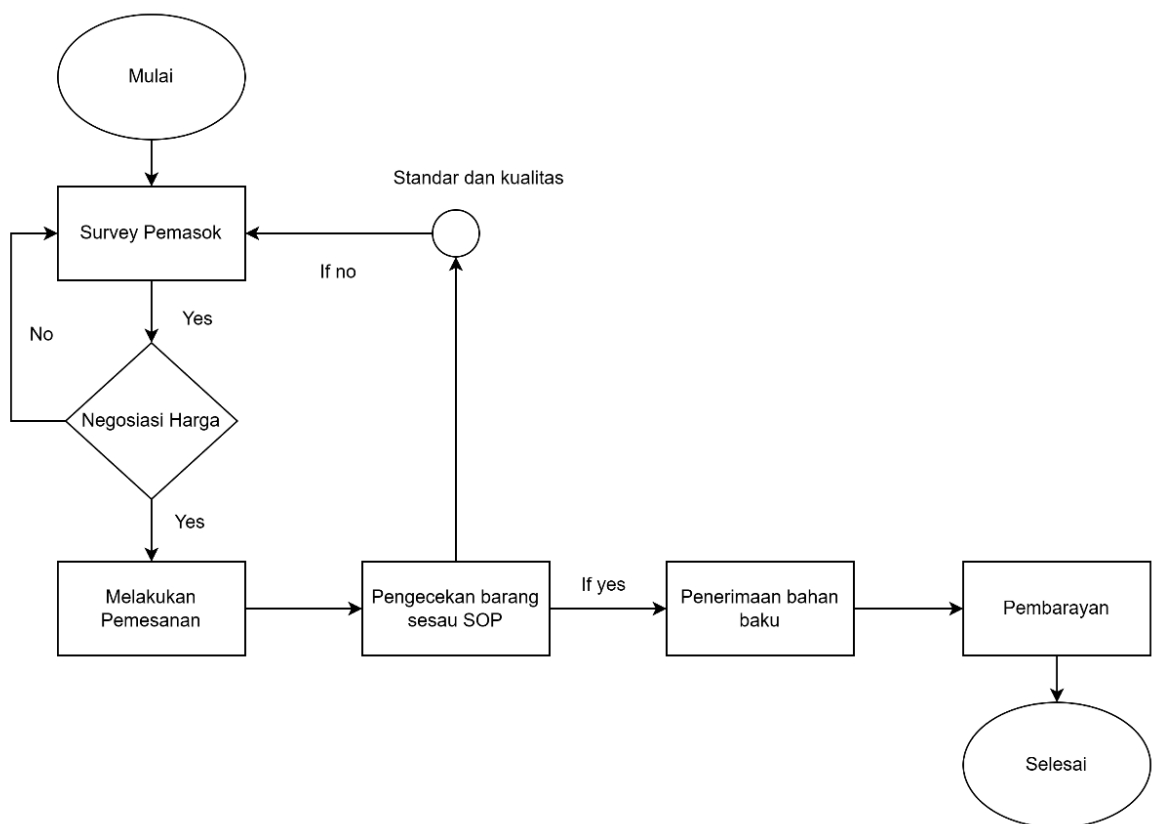 Mulai
Standar dan kualitas
Survey Pemasok
If no
Yes
No
Negosiasi Harga
Yes
Melakukan
Pemesanan
Pengecekan barang
sesau SOP
If yes
Penerimaan bahan
baku
Pembarayan
Selesai